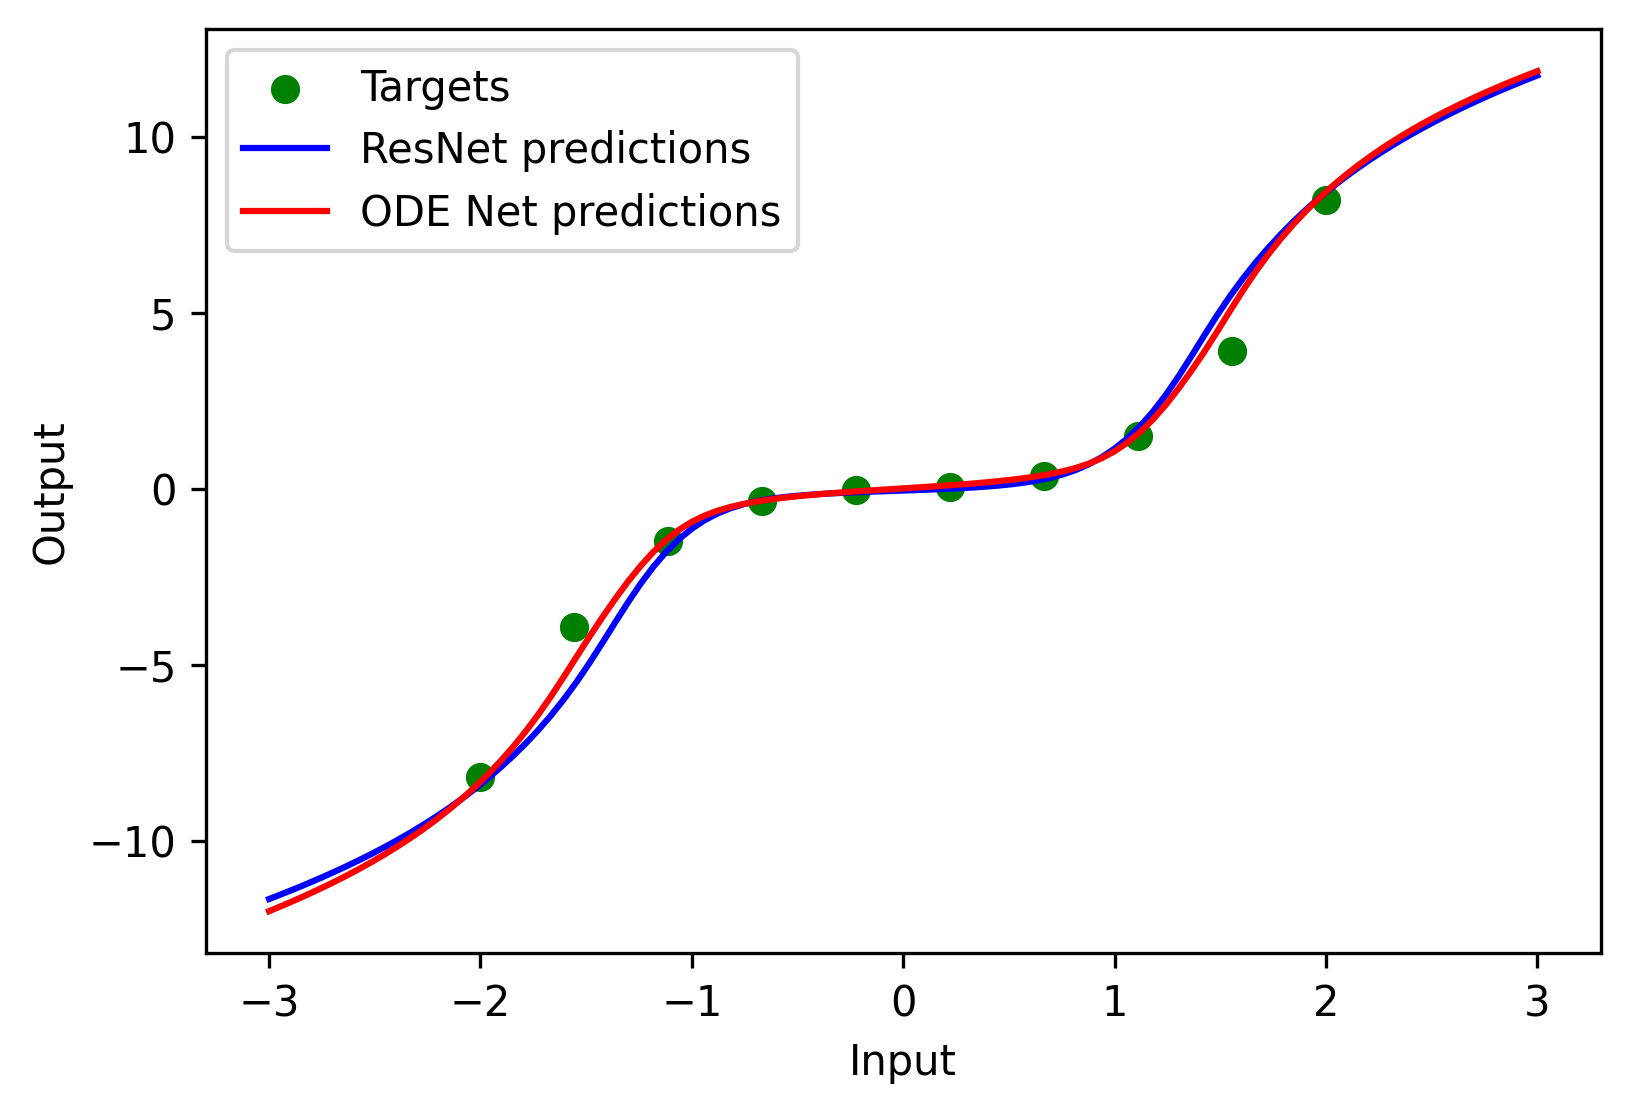 Targets
ResNet predictions
ODE Net predictions
10
5
0
−5
−10
Output
−3 −2 −1 0 1 2 3
Input